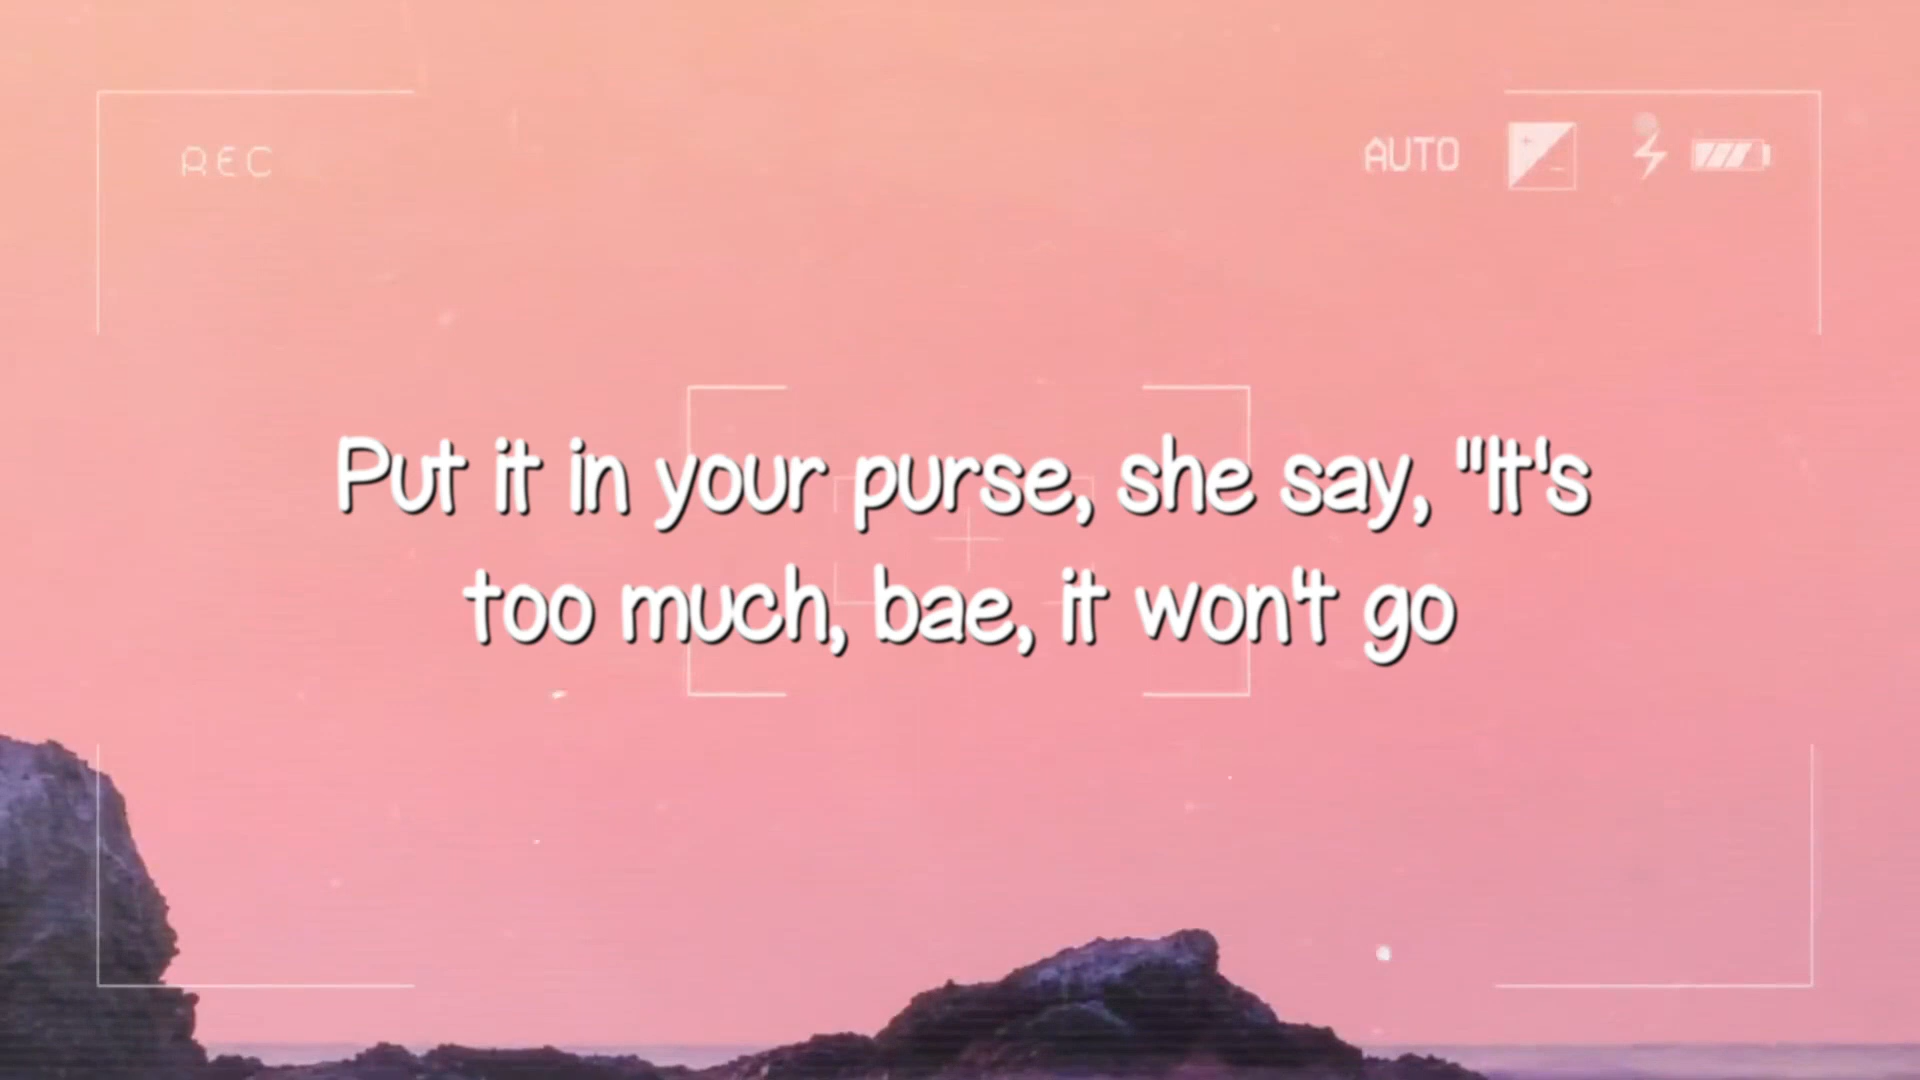 REC
AUTO
Put it in your purse, she say, "It's
too much, bae, it won't go